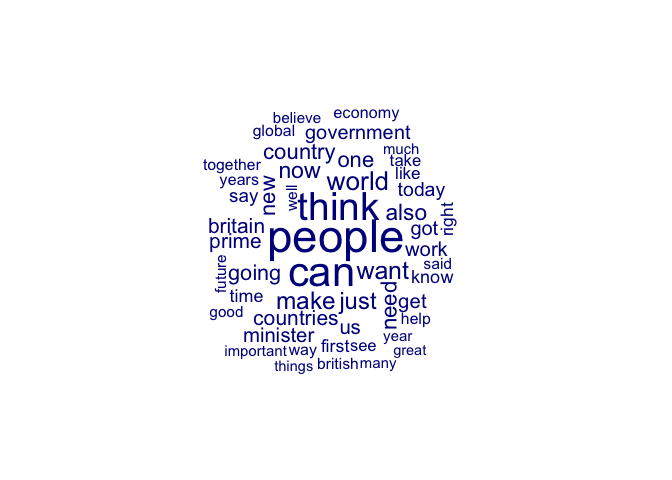 believe economy
global government
country one much
together now take
years new well world like
say think also today
britain people got right
prime can want work
future going said
know
time make just need get
good countries us help
minister year
important way first see great
things british many